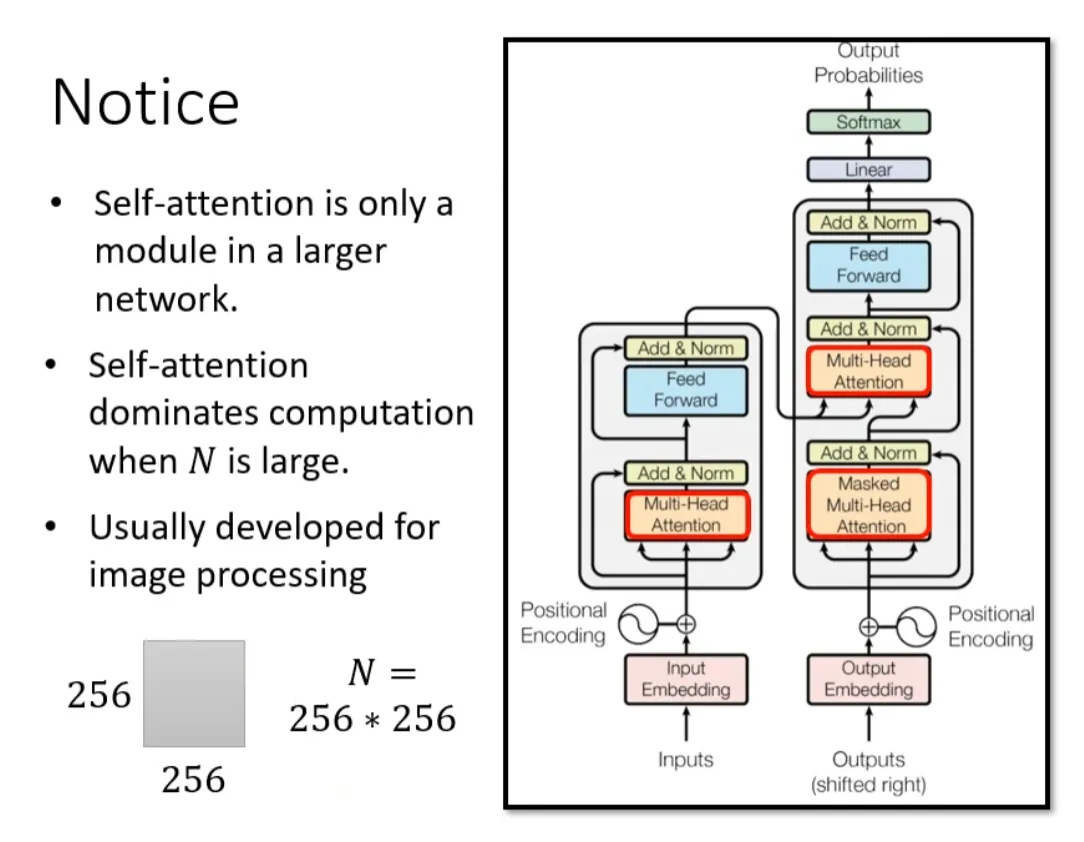 Notice
• Self-attention is only a
module in a larger
network.
• Self-attention
dominates computation
when N is large.
• Usually developed for
image processing
256
256
N =
256 ∗ 256
Output
Probabilities
Softmax
Linear
Add & Norm
Feed
Forward
Add & Norm
Multi-Head
Attention
Add & Norm
Masked
Multi-Head
Attention
Add & Norm
Feed
Forward
Add & Norm
Multi-Head
Attention
Positional
Encoding
Positional
Encoding
Input
Embedding
Output
Embedding
Inputs
Outputs
(shifted right)